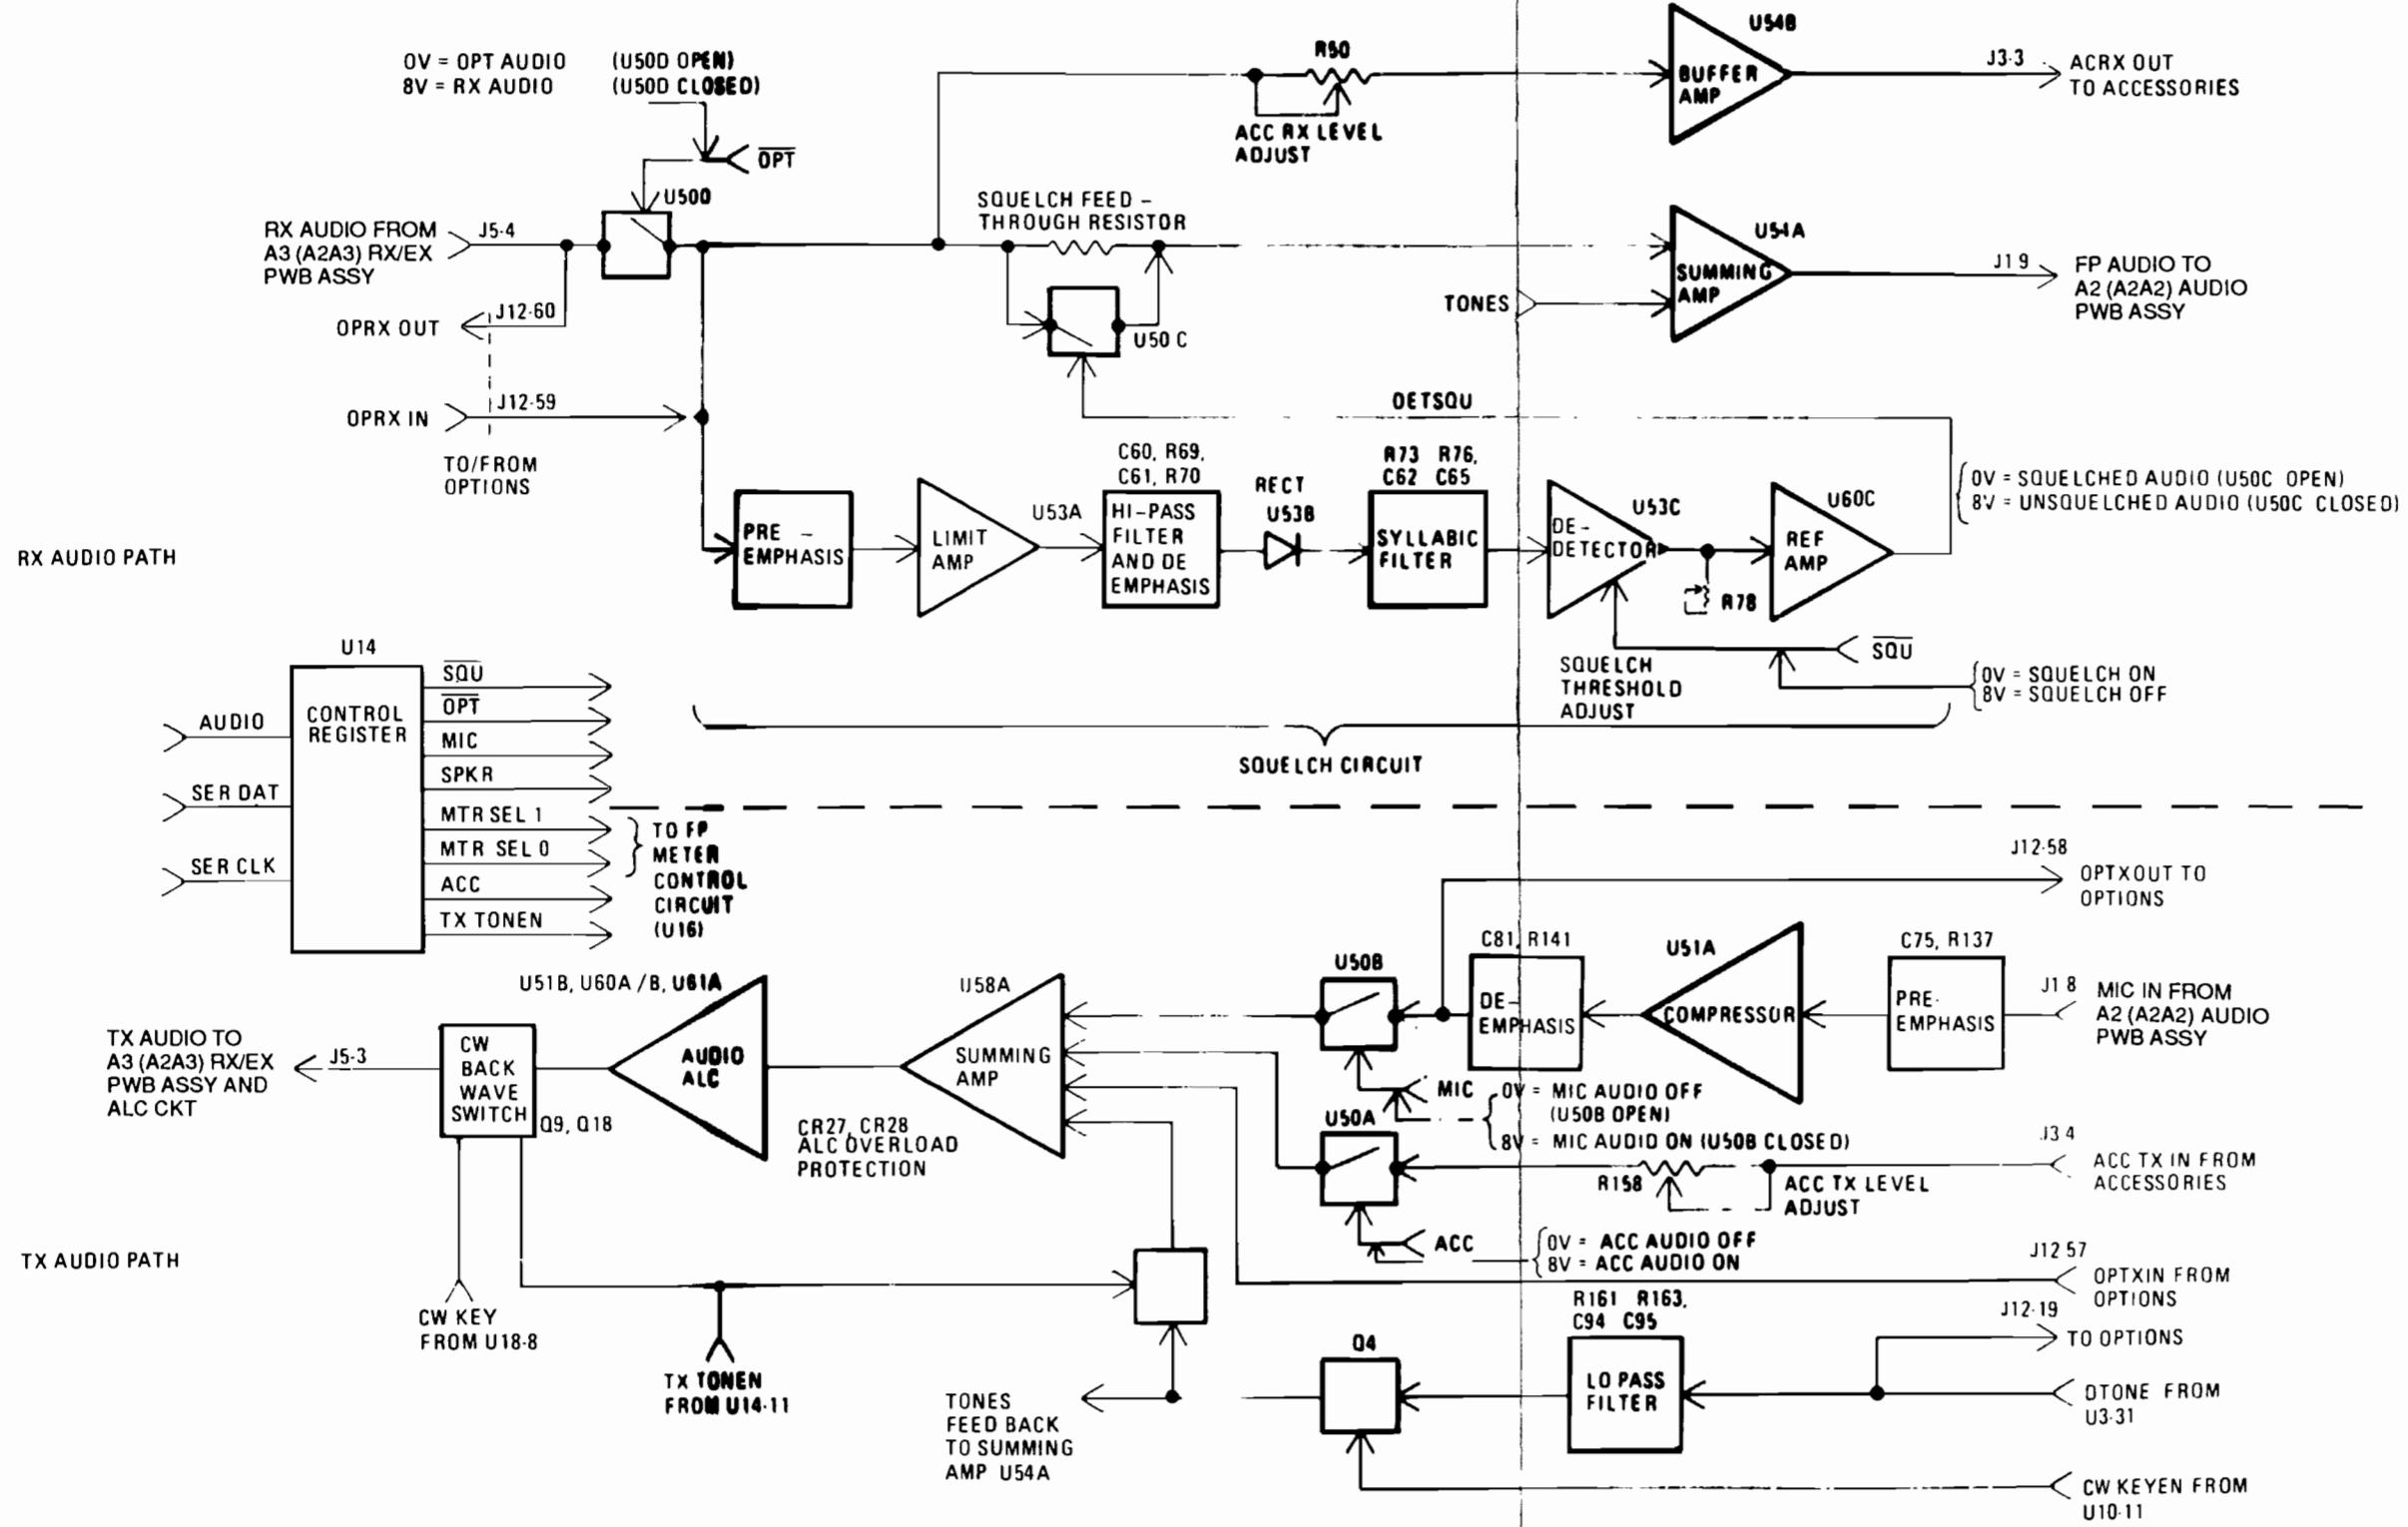 0V = OPT AUDIO (U50D OPEN)
8V = RX AUDIO (U50D CLOSED)
OPT
U50D
RX AUDIO FROM
A3 (A2A3) RX/EX
PWB ASSY
J5-4
OPRX OUT
J12-60
OPRX IN
J12-59
TO/FROM
OPTIONS
R50
ACC RX LEVEL
ADJUST
U54B
BUFFER
AMP
J3-3
ACRX OUT
TO ACCESSORIES
SQUELCH FEED -
THROUGH RESISTOR
U50 C
TONES
U54A
SUMMING
AMP
J1 9
FP AUDIO TO
A2 (A2A2) AUDIO
PWB ASSY
DETSQU
RX AUDIO PATH
PRE -
EMPHASIS
LIMIT
AMP
U53A
C60, R69,
C61, R70
HI-PASS
FILTER
AND DE
EMPHASIS
RECT
U53B
R73 R76,
C62 C65
SYLLABIC
FILTER
DE-
DETECTOR
U53C
R78
U60C
REF
AMP
0V = SQUELCHED AUDIO (U50C OPEN)
8V = UNSQUELCHED AUDIO (U50C CLOSED)
SQU
SQUELCH
THRESHOLD
ADJUST
0V = SQUELCH ON
8V = SQUELCH OFF
SQUELCH CIRCUIT
U14
CONTROL
REGISTER
AUDIO
SER DAT
SER CLK
SQU
OPT
MIC
SPKR
MTR SEL 1
MTR SEL 0
ACC
TX TONEN
TO FP
METER
CONTROL
CIRCUIT
(U16)
J12-58
OPTXOUT TO
OPTIONS
C81, R141
DE-
EMPHASIS
U51A
COMPRESSOR
C75, R137
PRE-
EMPHASIS
J1 8
MIC IN FROM
A2 (A2A2) AUDIO
PWB ASSY
U50B
MIC
0V = MIC AUDIO OFF
(U50B OPEN)
8V = MIC AUDIO ON (U50B CLOSED)
U50A
R158
ACC TX LEVEL
ADJUST
J3 4
ACC TX IN FROM
ACCESSORIES
ACC
0V = ACC AUDIO OFF
8V = ACC AUDIO ON
J12 57
OPTXIN FROM
OPTIONS
TX AUDIO TO
A3 (A2A3) RX/EX
PWB ASSY AND
ALC CKT
J5-3
CW
BACK
WAVE
SWITCH
Q9, Q18
U51B, U60A /B, U61A
AUDIO
ALC
CR27, CR28
ALC OVERLOAD
PROTECTION
U58A
SUMMING
AMP
TX AUDIO PATH
CW KEY
FROM U18-8
TX TONEN
FROM U14-11
TONES
FEED BACK
TO SUMMING
AMP U54A
Q4
R161 R163,
C94 C95
LO PASS
FILTER
J12-19
TO OPTIONS
DTONE FROM
U3-31
CW KEYEN FROM
U10-11